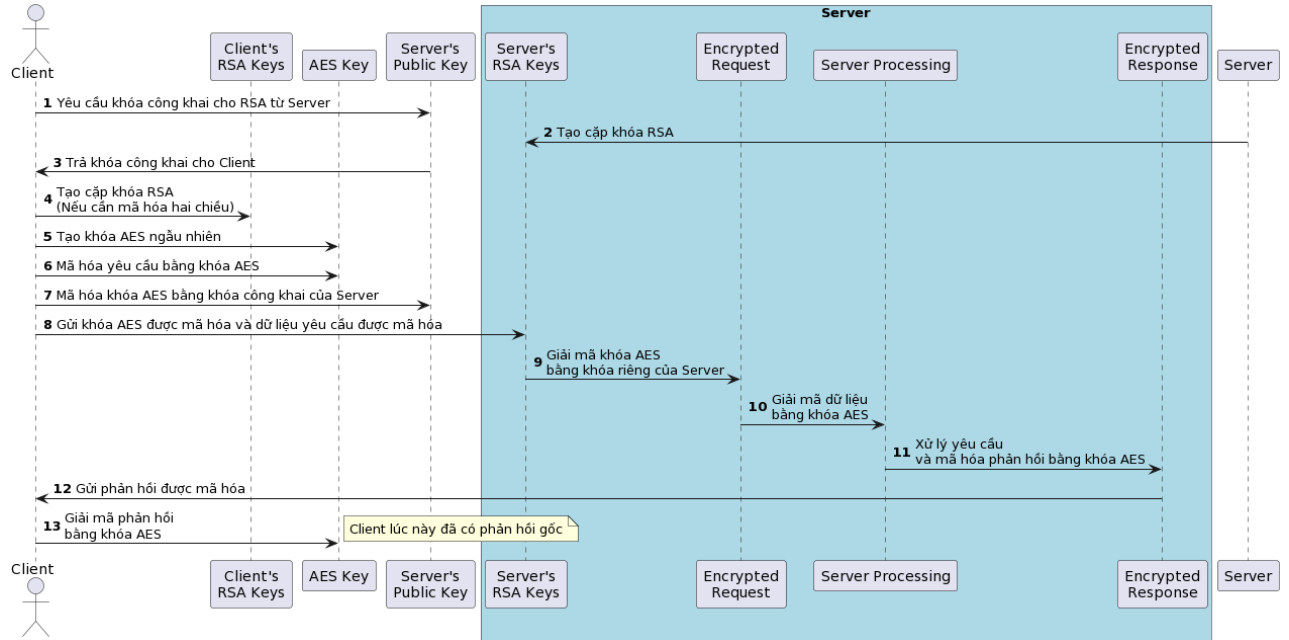 Server
Client
Client's
RSA Keys
AES Key
Server's
Public Key
Server's
RSA Keys
Encrypted
Request
Server Processing
Encrypted
Response
Server
1 Yêu cầu khóa công khai cho RSA từ Server
2 Tạo cặp khóa RSA
3 Trả khóa công khai cho Client
4 Tạo cặp khóa RSA
(Nếu cần mã hóa hai chiều)
5 Tạo khóa AES ngẫu nhiên
6 Mã hóa yêu cầu bằng khóa AES
7 Mã hóa khóa AES bằng khóa công khai của Server
8 Gửi khóa AES được mã hóa và dữ liệu yêu cầu được mã hóa
9 Giải mã khóa AES
bằng khóa riêng của Server
10 Giải mã dữ liệu
bằng khóa AES
11 Xử lý yêu cầu
và mã hóa phản hồi bằng khóa AES
12 Gửi phản hồi được mã hóa
13 Giải mã phản hồi
bằng khóa AES
Client lúc này đã có phản hồi gốc
Client
Client's
RSA Keys
AES Key
Server's
Public Key
Server's
RSA Keys
Encrypted
Request
Server Processing
Encrypted
Response
Server